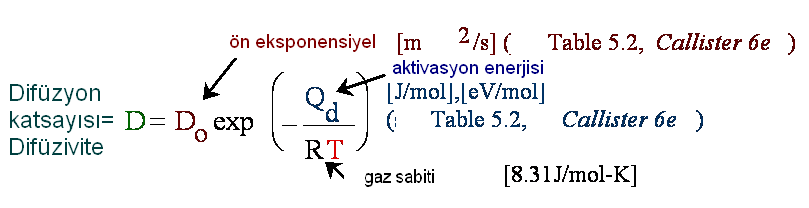 ön eksponensiyel [m 2/s] ( Table 5.2, Callister 6e )
aktivasyon enerjisi
Difüzyon katsayısı= Difüzivite
D = Do exp (− Qd / RT)
[J/mol],[eV/mol]
( Table 5.2, Callister 6e )
gaz sabiti [8.31J/mol-K]